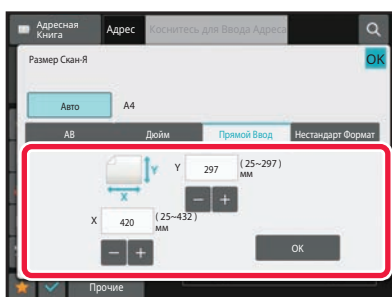 Адресная
Книга
Адрес
Коснитесь для Ввода Адреса
Размер Скан-Я
OK
Авто
A4
AB
Дюйм
Прямой Ввод
Нестандарт Формат
Y
Y
297
( 25~297 )
мм
X
− +
X
420
( 25~432 )
мм
− +
OK
Прочие